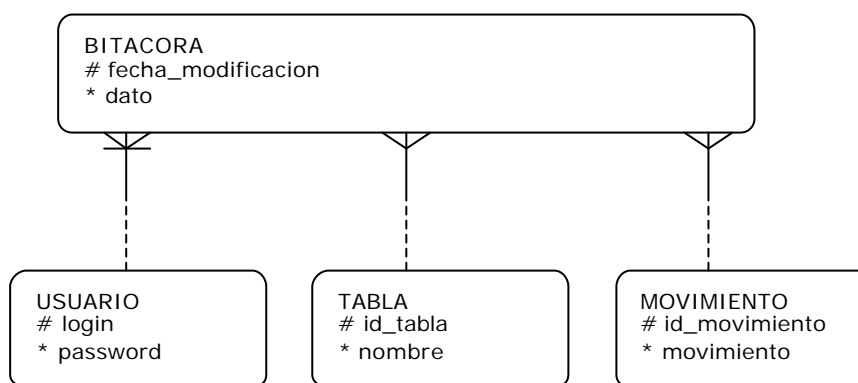 BITACORA
# fecha_modificacion
* dato
USUARIO
# login
* password
TABLA
# id_tabla
* nombre
MOVIMIENTO
# id_movimiento
* movimiento